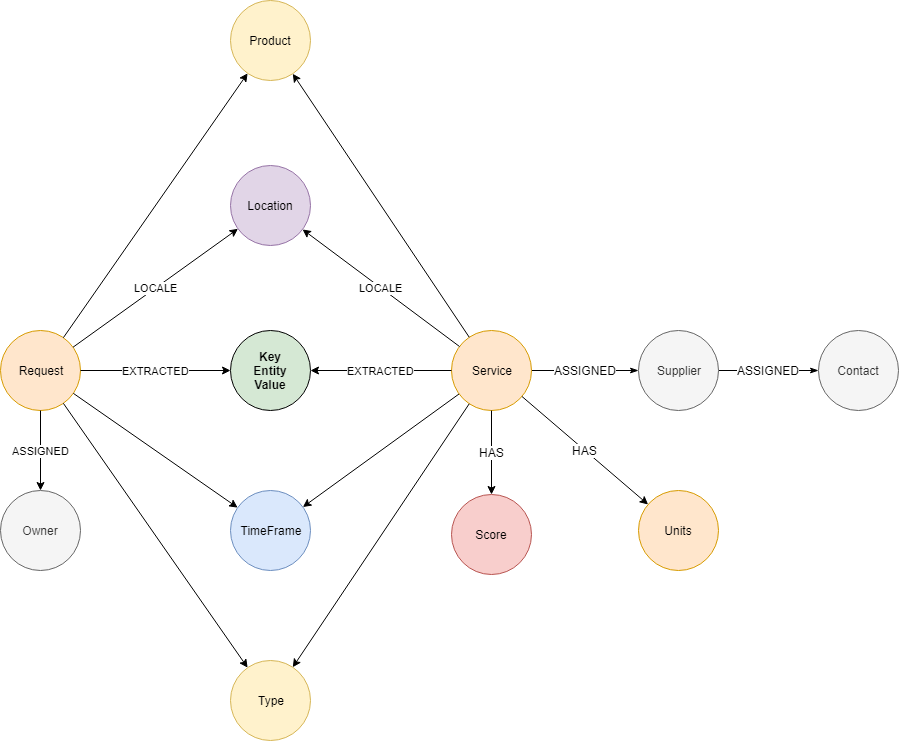 Product
Location
LOCALE
LOCALE
Request
EXTRACTED
Key
Entity
Value
EXTRACTED
Service
ASSIGNED
Supplier
ASSIGNED
Contact
ASSIGNED
HAS
HAS
Owner
TimeFrame
Score
Units
Type